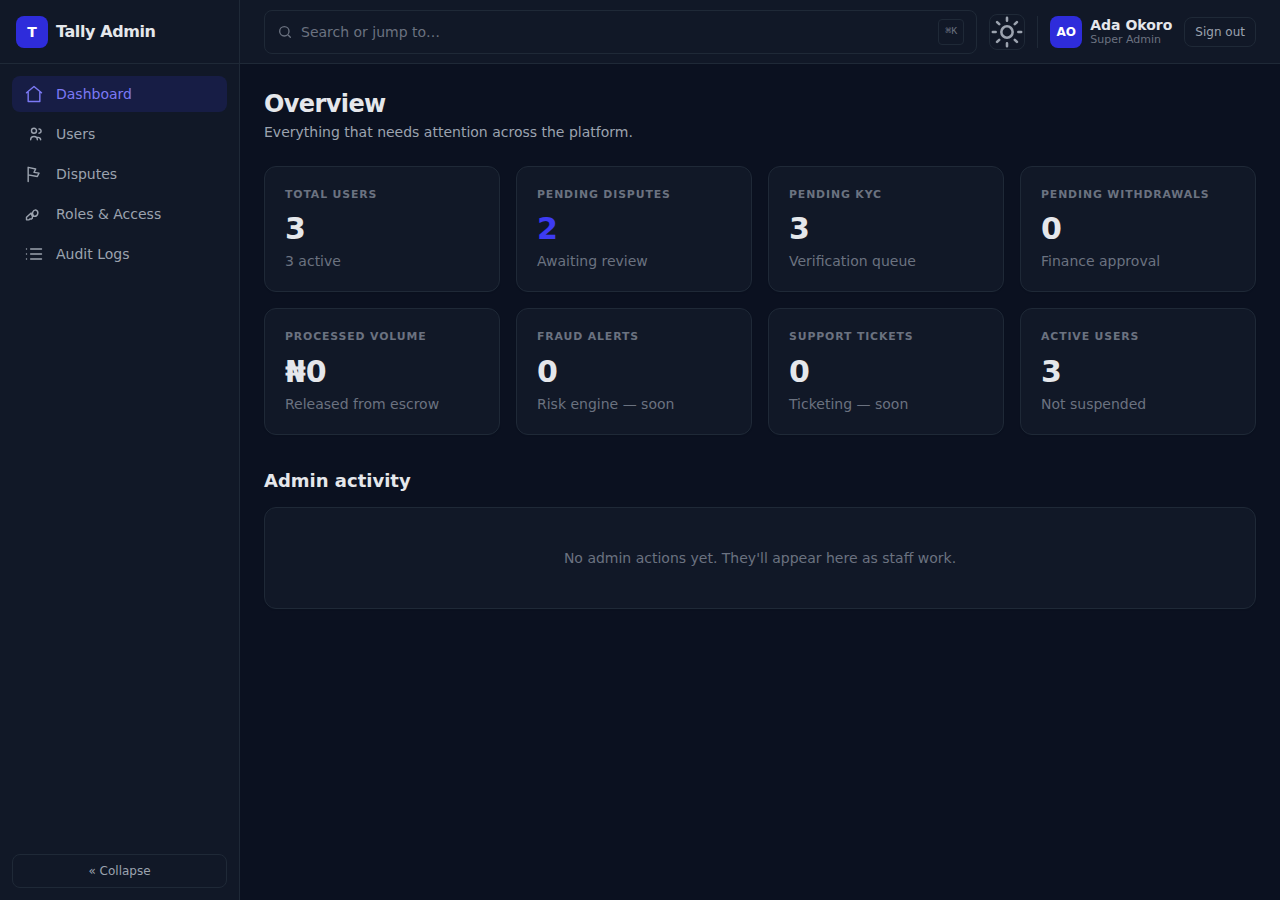 T Tally Admin
Search or jump to... ⌘K
AO Ada Okoro
Super Admin
Sign out
Dashboard
Users
Disputes
Roles & Access
Audit Logs
« Collapse
Overview
Everything that needs attention across the platform.
TOTAL USERS
3
3 active
PENDING DISPUTES
2
Awaiting review
PENDING KYC
3
Verification queue
PENDING WITHDRAWALS
0
Finance approval
PROCESSED VOLUME
₦0
Released from escrow
FRAUD ALERTS
0
Risk engine — soon
SUPPORT TICKETS
0
Ticketing — soon
ACTIVE USERS
3
Not suspended
Admin activity
No admin actions yet. They'll appear here as staff work.